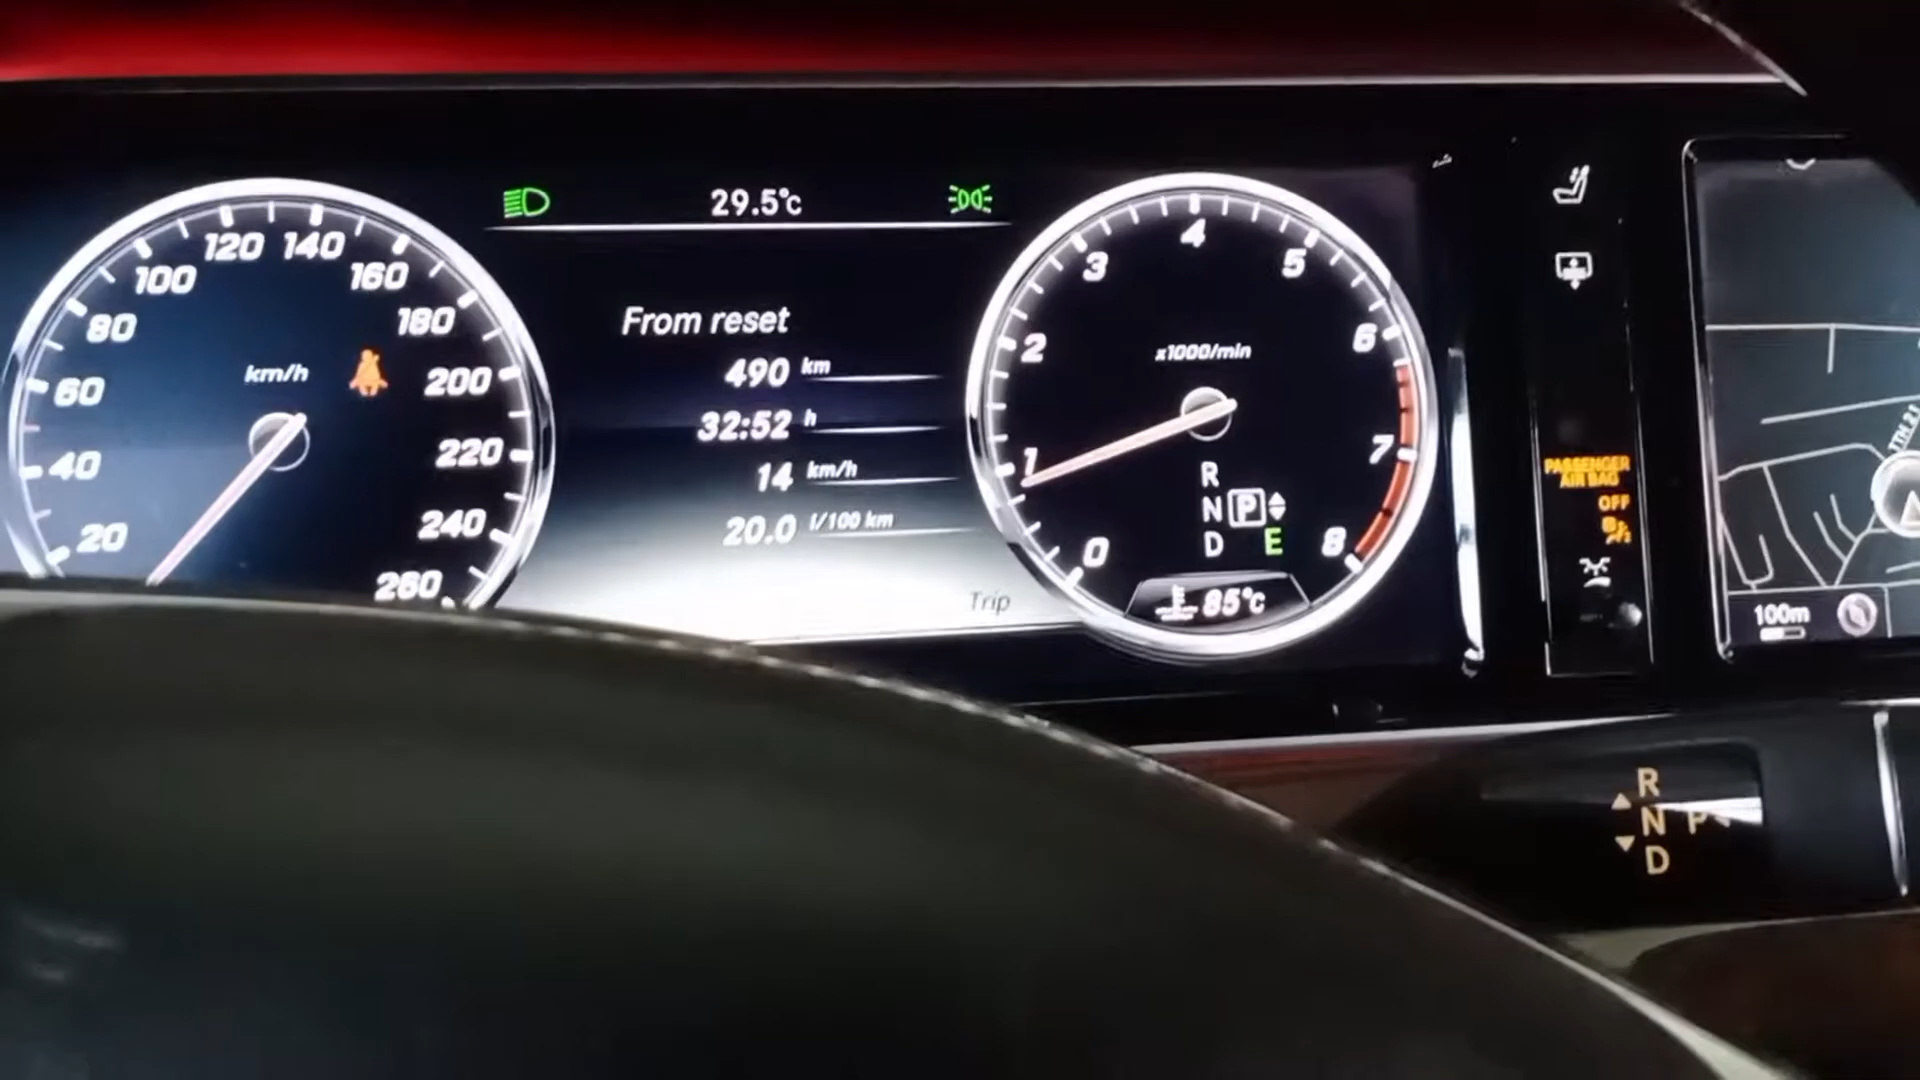 29.5°C
120 140
100 160
80 180
km/h
60 200
220
40
20 240
260
From reset
490 km
32:52 h
14 km/h
20.0 l/100 km
Trip
4
3 5
2 6
x1000/min
1 7
R
N P
D E
0 8
85°C
PASSENGER
AIR BAG
OFF
100m
R
N P
D